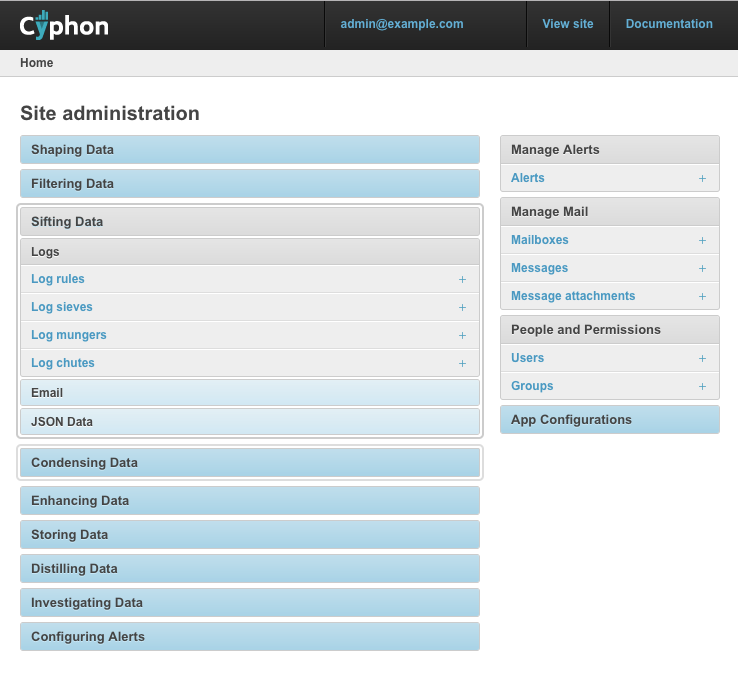 Cyphon
admin@example.com
View site
Documentation
Home
Site administration
Shaping Data
Filtering Data
Sifting Data
Logs
Log rules +
Log sieves +
Log mungers +
Log chutes +
Email
JSON Data
Condensing Data
Enhancing Data
Storing Data
Distilling Data
Investigating Data
Configuring Alerts
Manage Alerts
Alerts +
Manage Mail
Mailboxes +
Messages +
Message attachments +
People and Permissions
Users +
Groups +
App Configurations